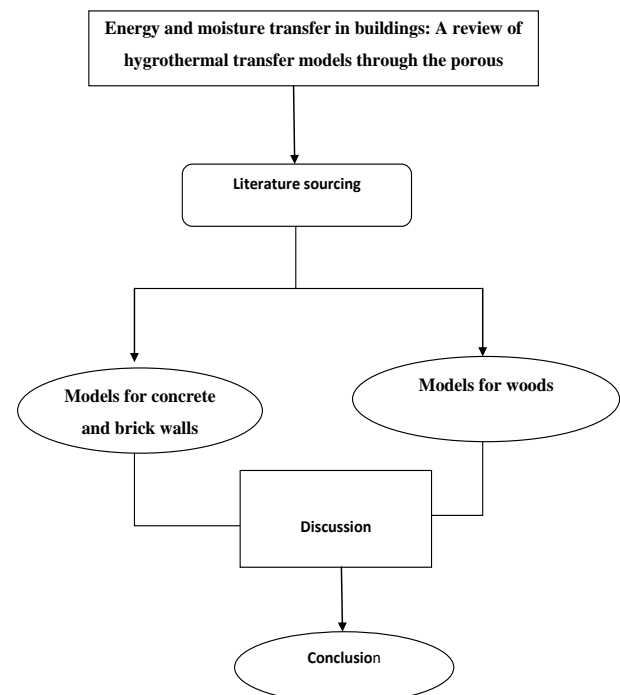 Energy and moisture transfer in buildings: A review of
hygrothermal transfer models through the porous
Literature sourcing
Models for concrete
and brick walls
Models for woods
Discussion
Conclusion